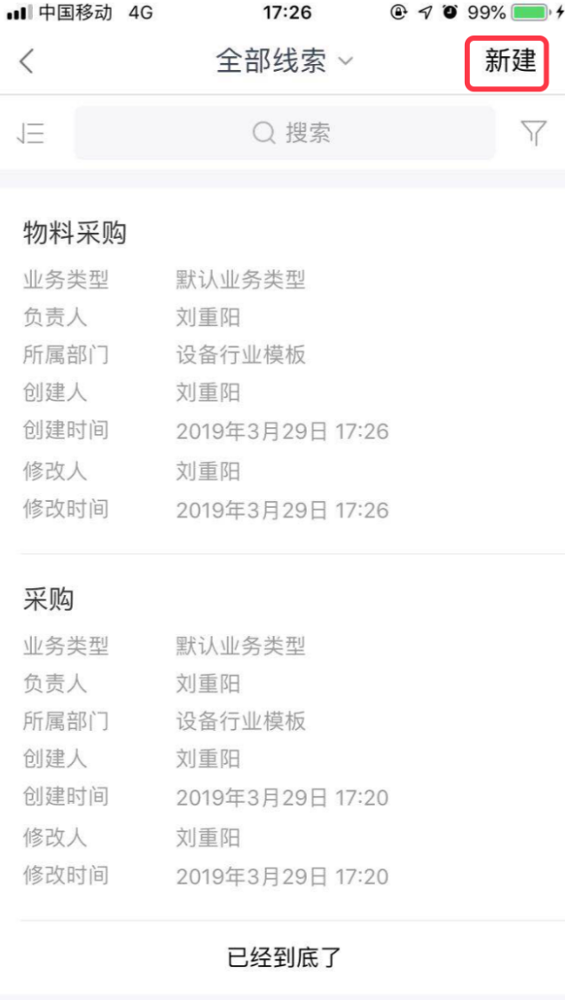 中国移动 4G 17:26 99%
全部线索 新建
搜索
物料采购
业务类型 默认业务类型
负责人 刘重阳
所属部门 设备行业模板
创建人 刘重阳
创建时间 2019年3月29日 17:26
修改人 刘重阳
修改时间 2019年3月29日 17:26
采购
业务类型 默认业务类型
负责人 刘重阳
所属部门 设备行业模板
创建人 刘重阳
创建时间 2019年3月29日 17:20
修改人 刘重阳
修改时间 2019年3月29日 17:20
已经到底了